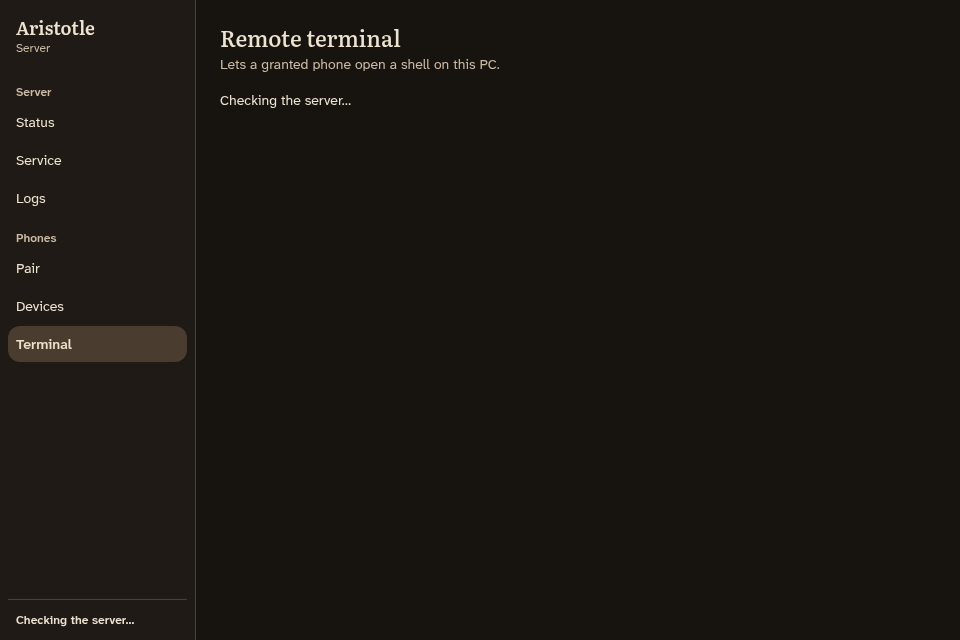 Aristotle
Server
Server
Status
Service
Logs
Phones
Pair
Devices
Terminal
Checking the server...
Remote terminal
Lets a granted phone open a shell on this PC.
Checking the server...